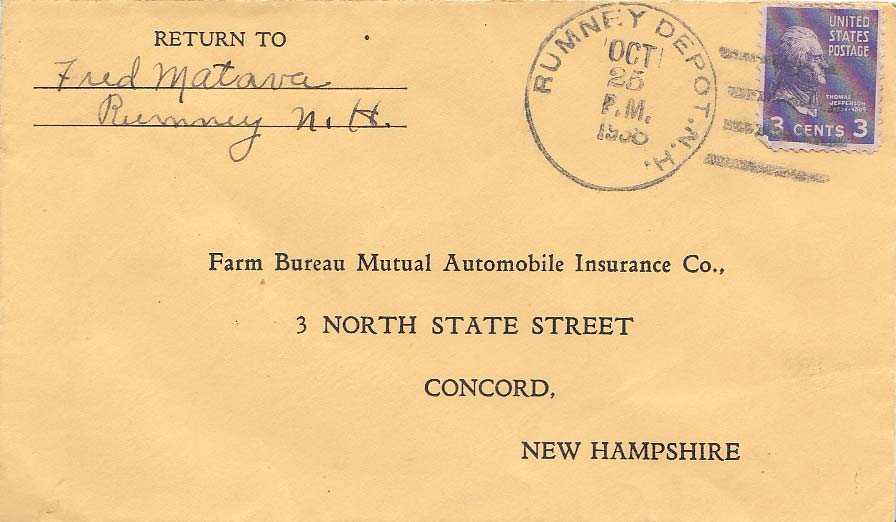 RETURN TO
Fred Matava
Rumney N.H.
RUMNEY DEPOT, N.H.
OCT
25
P.M.
UNITED
STATES
POSTAGE
THOMAS
JEFFERSON
3 CENTS 3
Farm Bureau Mutual Automobile Insurance Co.,
3 NORTH STATE STREET
CONCORD,
NEW HAMPSHIRE